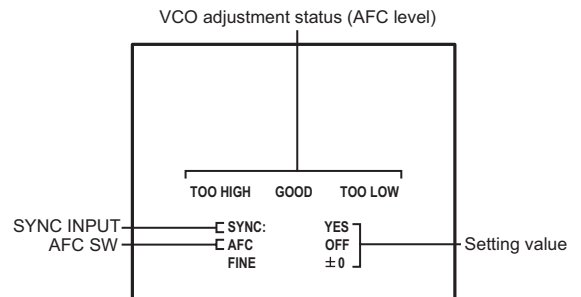 VCO adjustment status (AFC level)
TOO HIGH GOOD TOO LOW
SYNC INPUT SYNC: YES
AFC SW AFC OFF Setting value
FINE ±0